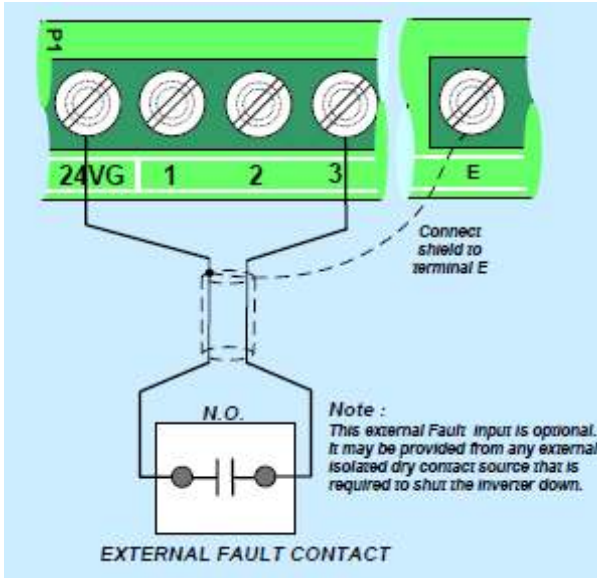 P1
24VG 1 2 3 E
Connect
shield to
terminal E
N.O.
Note :
This external Fault input is optional.
It may be provided from any external
isolated dry contact source that is
required to shut the inverter down.
EXTERNAL FAULT CONTACT